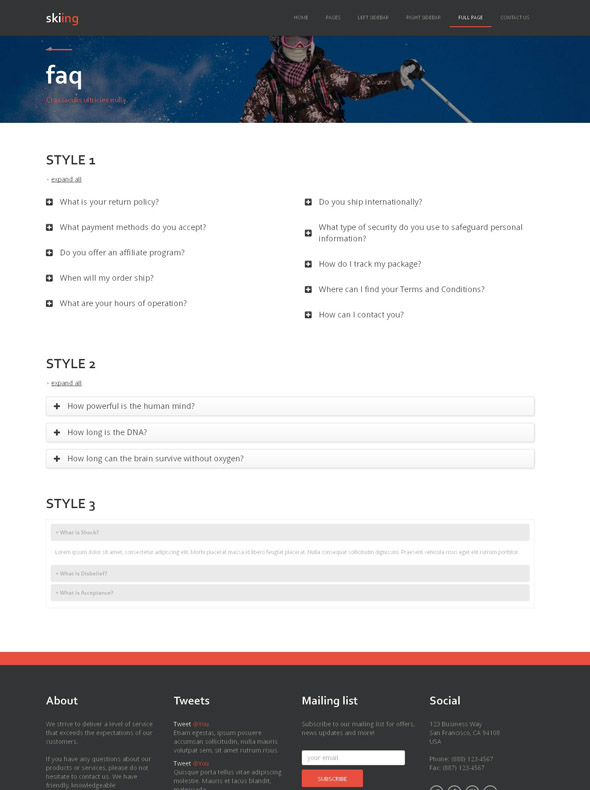 skiing
HOME PAGES LEFT SIDEBAR RIGHT SIDEBAR FULL PAGE CONTACT US
faq
Cras iaculis ultricies nulla
STYLE 1
- expand all
What is your return policy?
What payment methods do you accept?
Do you offer an affiliate program?
When will my order ship?
What are your hours of operation?
Do you ship internationally?
What type of security do you use to safeguard personal
information?
How do I track my package?
Where can I find your Terms and Conditions?
How can I contact you?
STYLE 2
- expand all
How powerful is the human mind?
How long is the DNA?
How long can the brain survive without oxygen?
STYLE 3
+ What is Shock?
Lorem ipsum dolor sit amet, consectetur adipiscing elit. Morbi placerat massa id libero feugiat placerat. Nulla consequat sollicitudin dignissim. Praesent vehicula risus eget elit rutrum porttitor.
+ What is Disbelief?
+ What is Acceptance?
About
We strive to deliver a level of service
that exceeds the expectations of our
customers.
If you have any questions about our
products or services, please do not
hesitate to contact us. We have
friendly, knowledgeable
Tweets
Tweet @You
Etiam egestas, ipsum posuere
accumsan sollicitudin, nulla mauris
volutpat sem, sit amet rutrum risus.
Tweet @You
Quisque porta tellus vitae adipiscing
molestie. Mauris et lacus blandit,
malesuada
Mailing list
Subscribe to our mailing list for offers,
news updates and more!
your email
SUBSCRIBE
Social
123 Business Way
San Francisco, CA 94108
USA
Phone: (888) 123-4567
Fax: (887) 123-4567